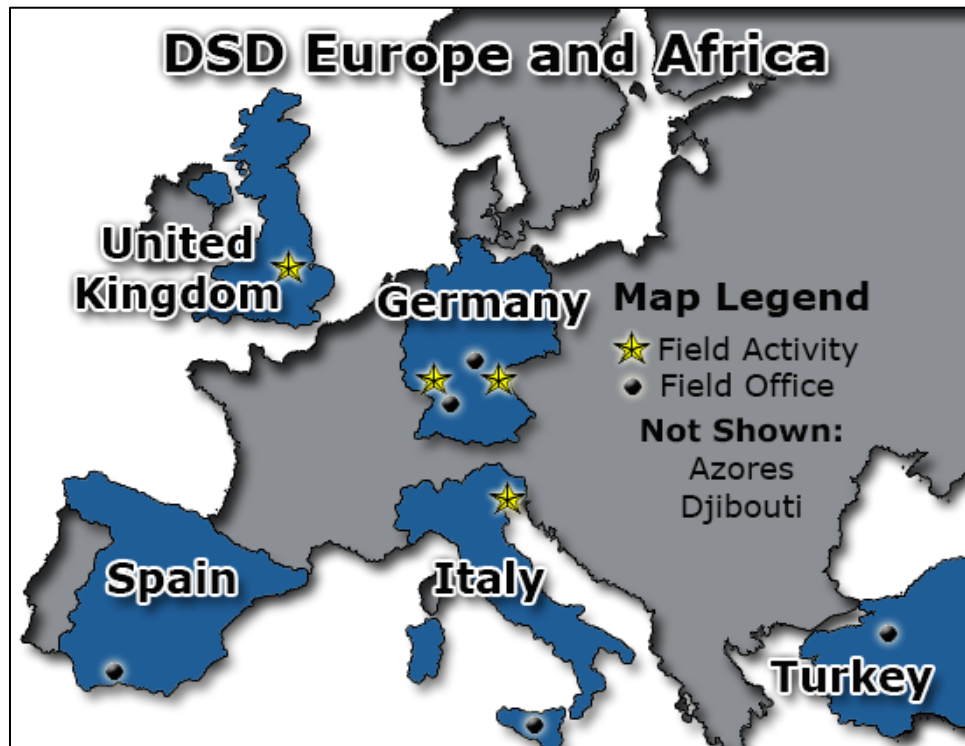 DSD Europe and Africa
United
Kingdom
Germany
Map Legend
Field Activity
Field Office
Not Shown:
Azores
Djibouti
Spain
Italy
Turkey